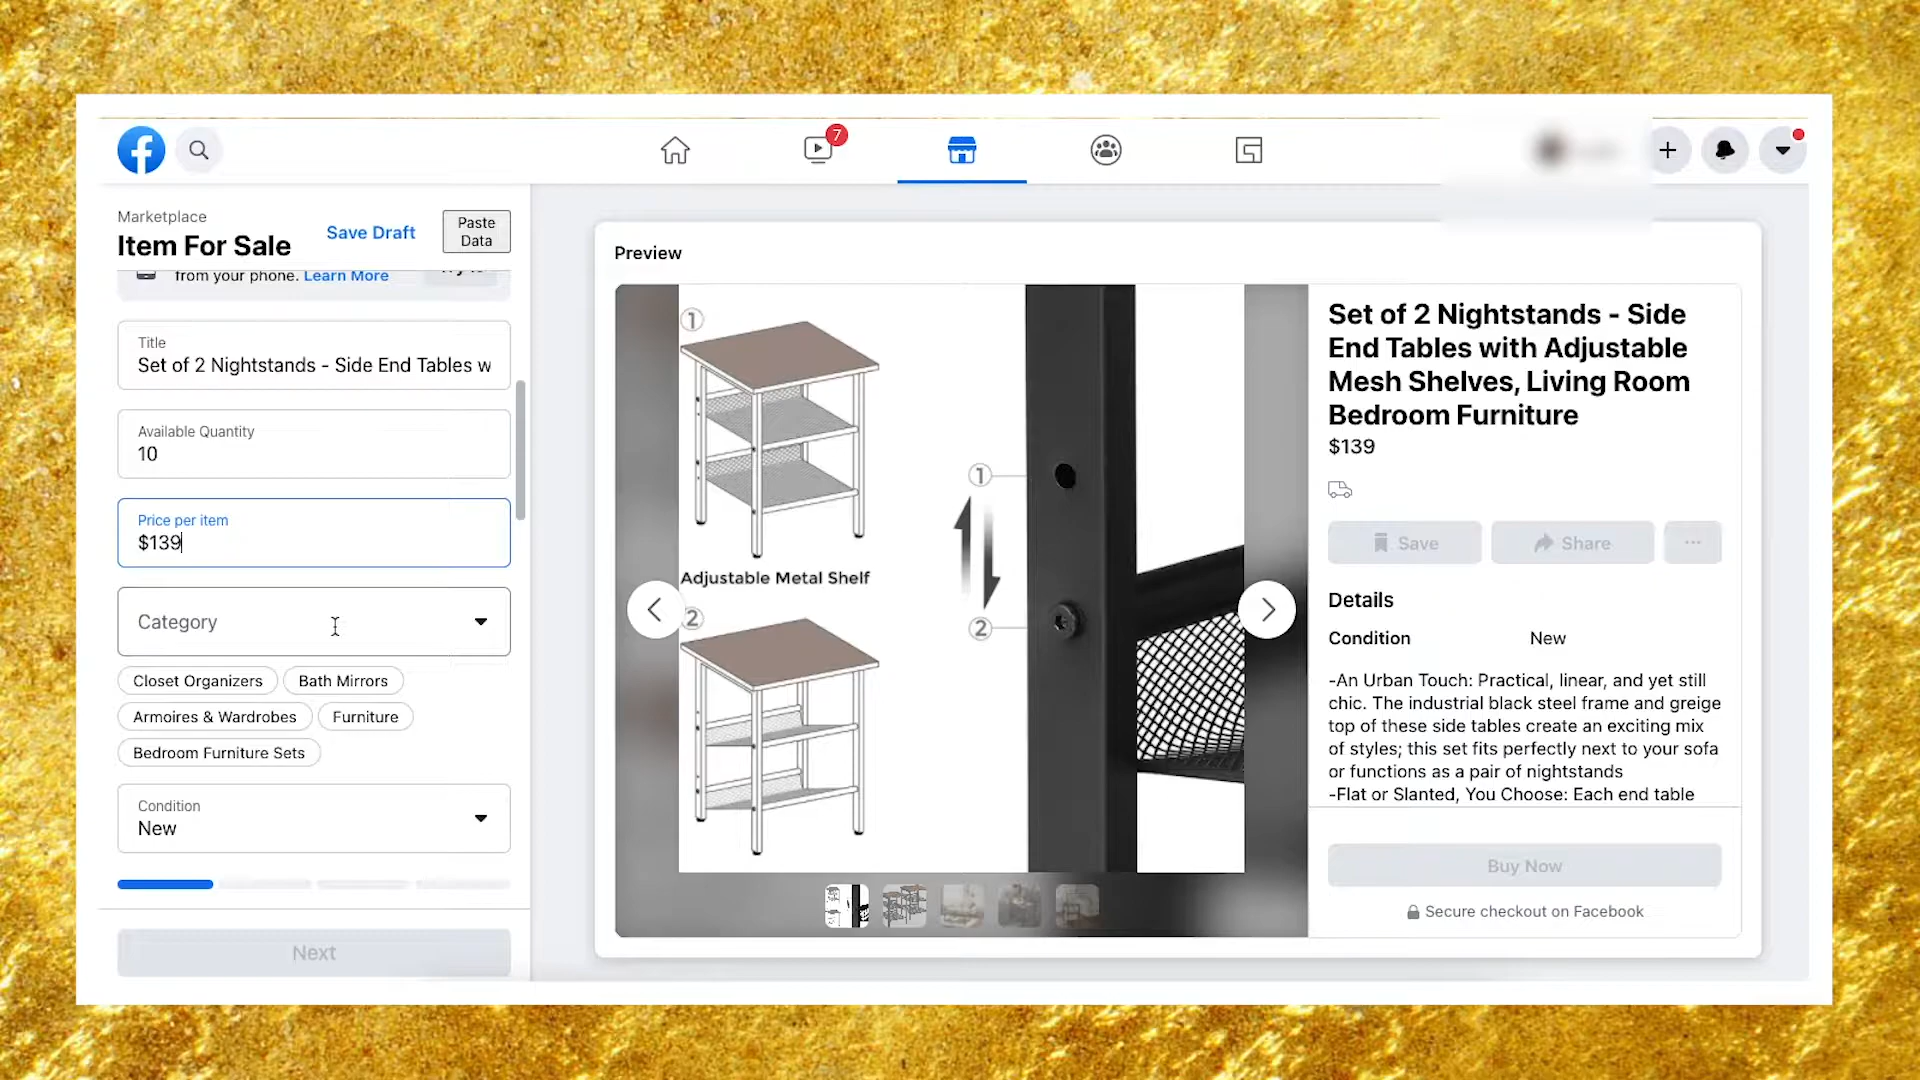 7
Marketplace
Item For Sale
Save Draft
Paste
Data
from your phone. Learn More
Title
Set of 2 Nightstands - Side End Tables w
Available Quantity
10
Price per item
$139
Category
Closet Organizers
Bath Mirrors
Armoires & Wardrobes
Furniture
Bedroom Furniture Sets
Condition
New
Next
Preview
1
Adjustable Metal Shelf
2
1
2
Set of 2 Nightstands - Side
End Tables with Adjustable
Mesh Shelves, Living Room
Bedroom Furniture
$139
Save
Share
...
Details
Condition New
-An Urban Touch: Practical, linear, and yet still
chic. The industrial black steel frame and greige
top of these side tables create an exciting mix
of styles; this set fits perfectly next to your sofa
or functions as a pair of nightstands
-Flat or Slanted, You Choose: Each end table
Buy Now
Secure checkout on Facebook